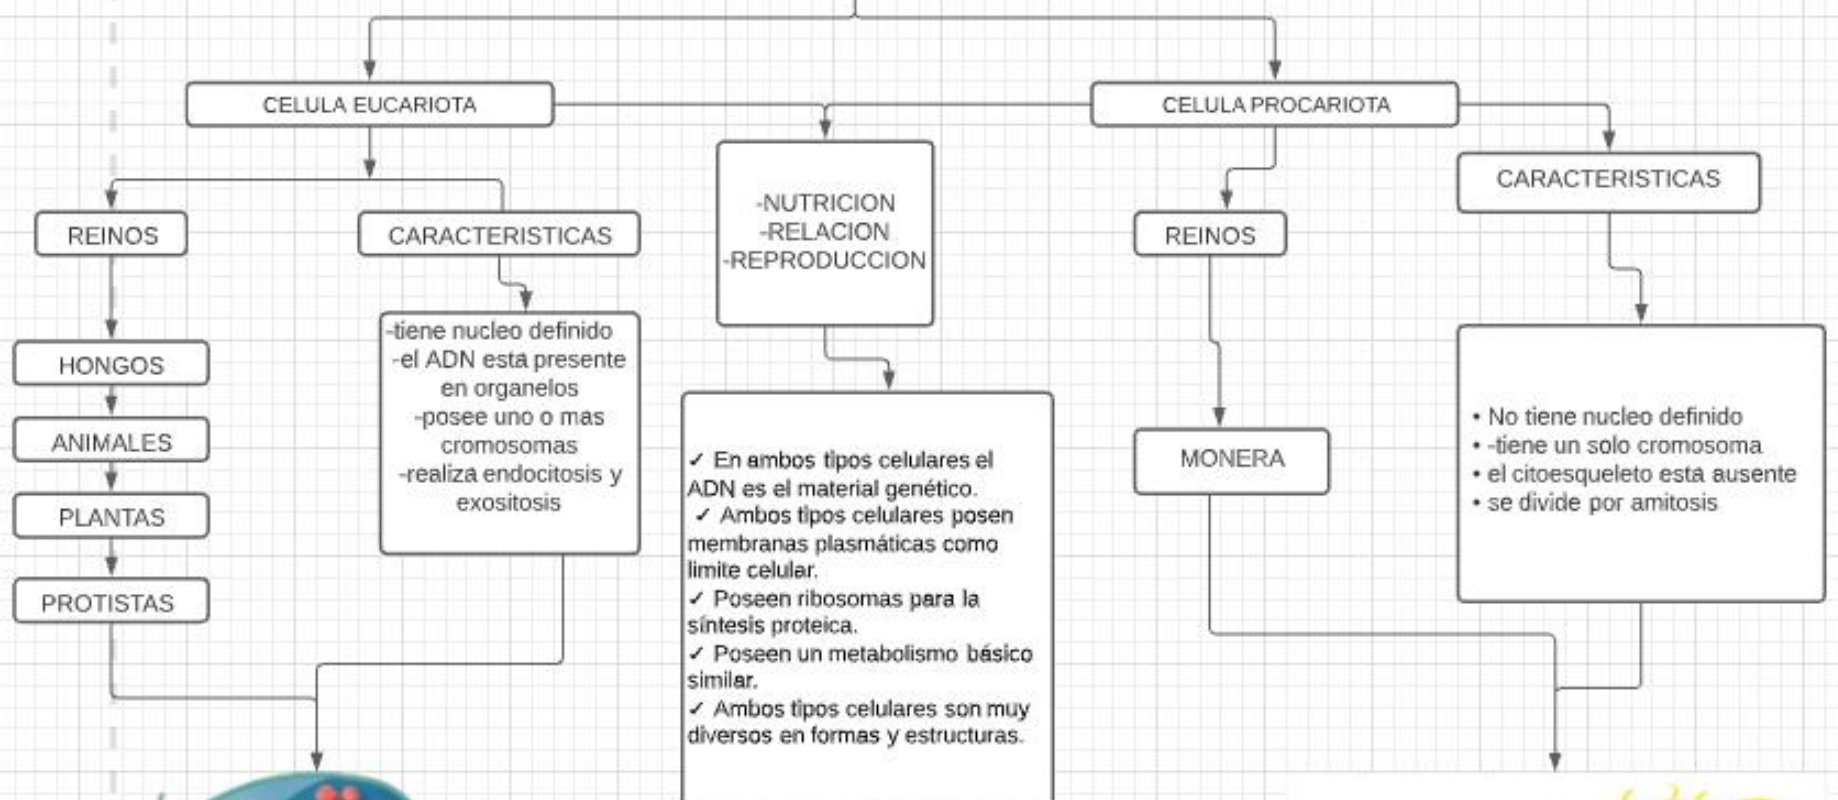 CELULA EUCARIOTA
CELULA PROCARIOTA
REINOS
CARACTERISTICAS
-NUTRICION
-RELACION
-REPRODUCCION
REINOS
CARACTERISTICAS
HONGOS
ANIMALES
PLANTAS
PROTISTAS
-tiene nucleo definido
-el ADN esta presente
en organelos
-posee uno o mas
cromosomas
-realiza endocitosis y
exositosis
✓ En ambos tipos celulares el
ADN es el material genético.
✓ Ambos tipos celulares posen
membranas plasmáticas como
limite celular.
✓ Poseen ribosomas para la
síntesis proteica.
✓ Poseen un metabolismo básico
similar.
✓ Ambos tipos celulares son muy
diversos en formas y estructuras.
MONERA
• No tiene nucleo definido
• -tiene un solo cromosoma
• el citoesqueleto esta ausente
• se divide por amitosis